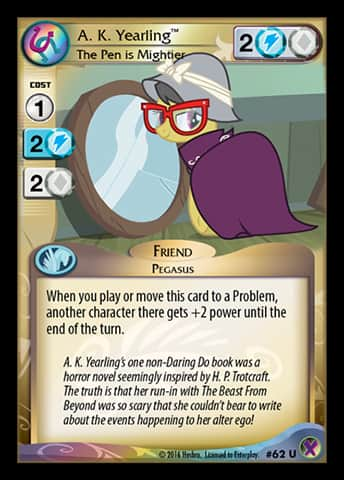 A. K. Yearling™
The Pen is Mightier
2
COST
1
2
2
FRIEND
PEGASUS
When you play or move this card to a Problem,
another character there gets +2 power until the
end of the turn.
A. K. Yearling's one non-Daring Do book was a
horror novel seemingly inspired by H. P. Trotcraft.
The truth is that her run-in with The Beast From
Beyond was so scary that she couldn't bear to write
about the events happening to her alter ego!
© 2016 Hasbro. Licensed to Enterplay. #62 U